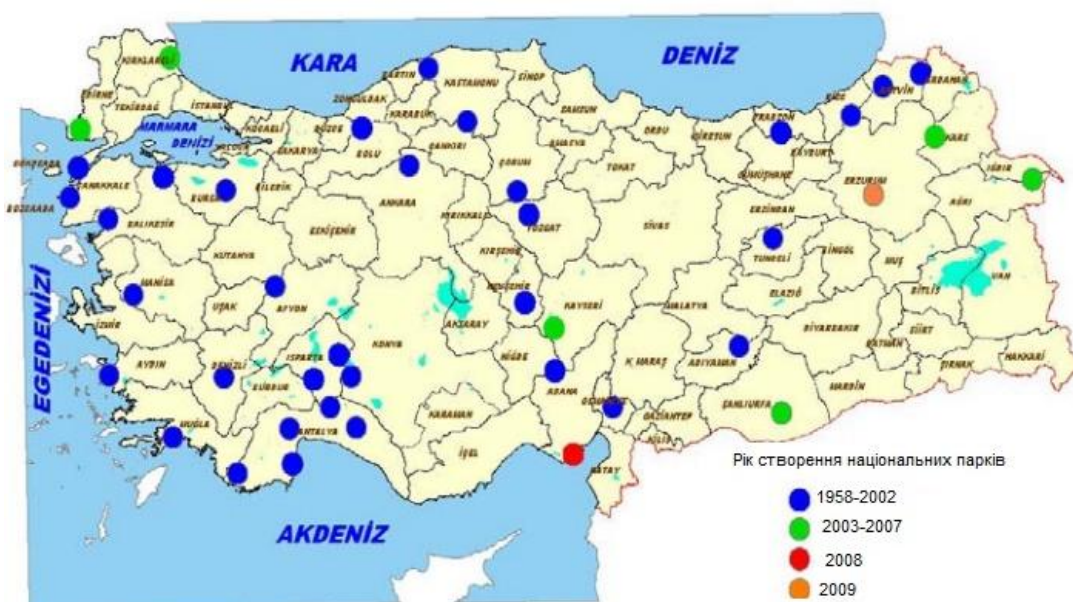 KARA
DENİZ
KIRKLARELİ
EDİRNE
TEKİRDAĞ
İSTANBUL
MARMARA
DENİZİ
KOCAELİ
SAKARYA
DÜZCE
ZONGULDAK
BARTIN
KARABÜK
KASTAMONU
SİNOP
SAMSUN
ORDU
GİRESUN
TRABZON
RİZE
ARTVİN
ARDAHAN
KARS
IĞDIR
AĞRI
ERZURUM
BAYBURT
GÜMÜŞHANE
TOKAT
AMASYA
ÇORUM
ÇANKIRI
BOLU
BİLECİK
BURSA
ÇANAKKALE
BOZCAADA
BALIKESİR
KÜTAHYA
ESKİŞEHİR
ANKARA
KIRIKKALE
YOZGAT
SİVAS
ERZİNCAN
TUNCELİ
BİNGÖL
MUŞ
VAN
BİTLİS
ELAZIĞ
MALATYA
KAYSERİ
KIRŞEHİR
NEVŞEHİR
AKSARAY
KONYA
AFYON
UŞAK
MANİSA
İZMİR
EGEDENİZİ
AYDIN
DENİZLİ
ISPARTA
BURDUR
NİĞDE
ADANA
K.MARAŞ
ADIYAMAN
DİYARBAKIR
BATMAN
SİİRT
ŞIRNAK
HAKKARİ
MARDİN
ŞANLIURFA
GAZİANTEP
KİLİS
HATAY
İÇEL
KARAMAN
ANTALYA
MUĞLA
AKDENİZ
Рік створення національних парків
1958-2002
2003-2007
2008
2009